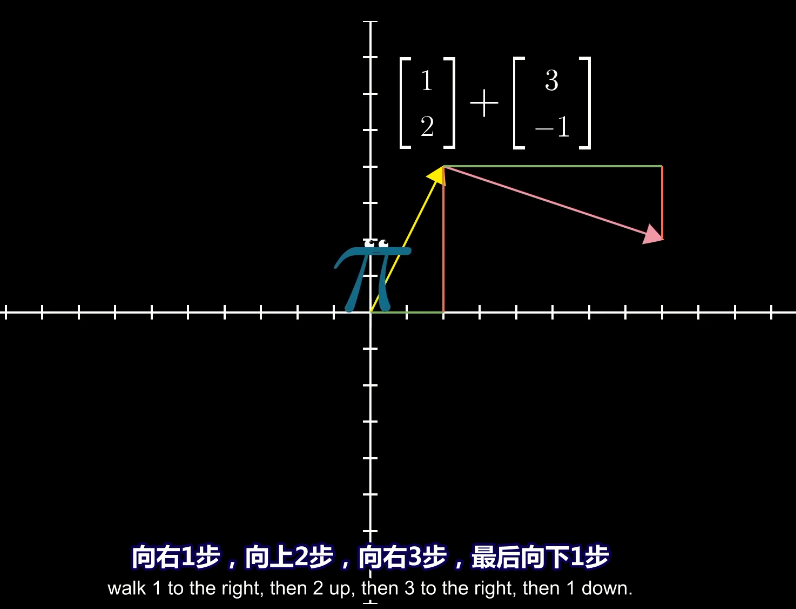 [1 2] + [3 −1]
向右1步，向上2步，向右3步，最后向下1步
walk 1 to the right, then 2 up, then 3 to the right, then 1 down.